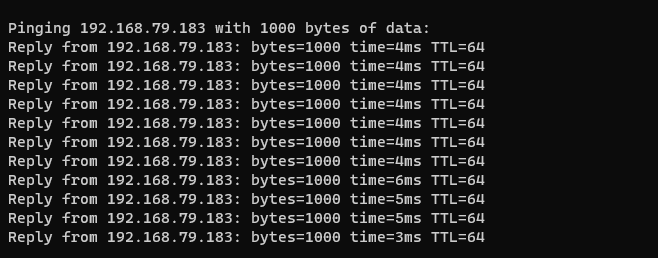 Pinging 192.168.79.183 with 1000 bytes of data:
Reply from 192.168.79.183: bytes=1000 time=4ms TTL=64
Reply from 192.168.79.183: bytes=1000 time=4ms TTL=64
Reply from 192.168.79.183: bytes=1000 time=4ms TTL=64
Reply from 192.168.79.183: bytes=1000 time=4ms TTL=64
Reply from 192.168.79.183: bytes=1000 time=4ms TTL=64
Reply from 192.168.79.183: bytes=1000 time=4ms TTL=64
Reply from 192.168.79.183: bytes=1000 time=4ms TTL=64
Reply from 192.168.79.183: bytes=1000 time=6ms TTL=64
Reply from 192.168.79.183: bytes=1000 time=5ms TTL=64
Reply from 192.168.79.183: bytes=1000 time=5ms TTL=64
Reply from 192.168.79.183: bytes=1000 time=3ms TTL=64